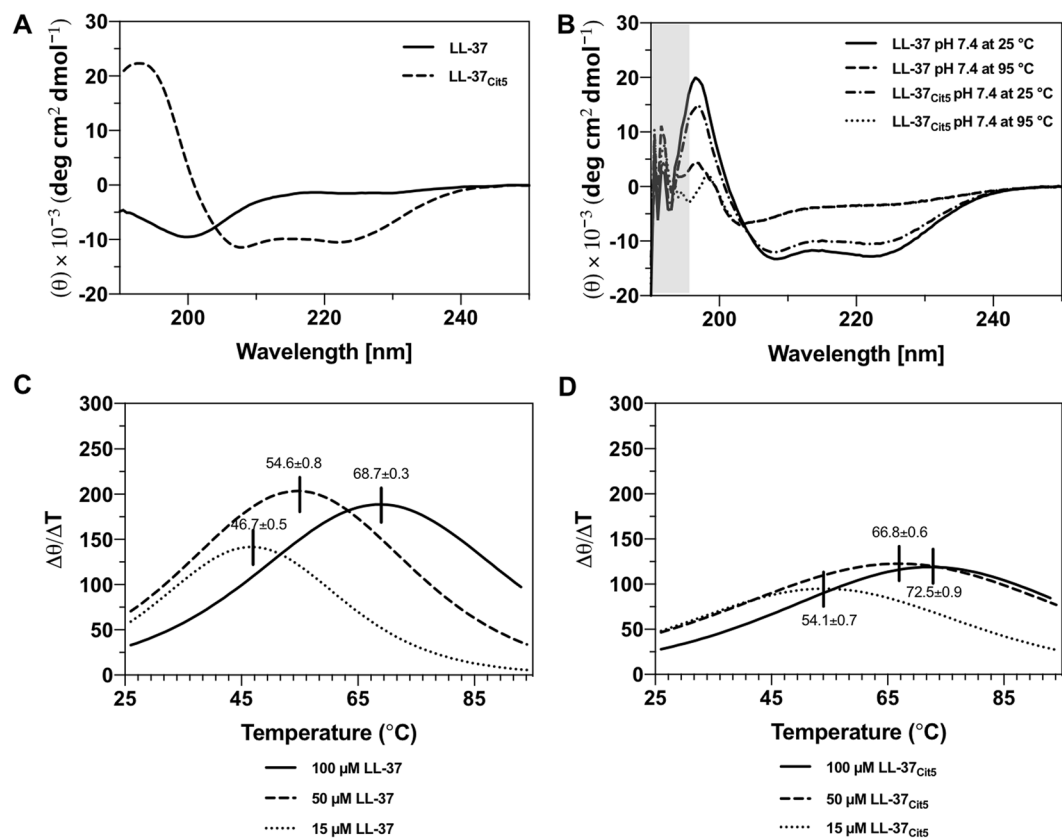 A
(θ) × 10⁻³ (deg cm² dmol⁻¹)
30
20
10
0
-10
-20
200
220
240
Wavelength [nm]
LL-37
LL-37Cit5
B
(θ) × 10⁻³ (deg cm² dmol⁻¹)
30
20
10
0
-10
-20
200
220
240
Wavelength [nm]
LL-37 pH 7.4 at 25 °C
LL-37 pH 7.4 at 95 °C
LL-37Cit5 pH 7.4 at 25 °C
LL-37Cit5 pH 7.4 at 95 °C
C
Δθ/ΔT
300
250
200
150
100
50
0
54.6±0.8
68.7±0.3
46.7±0.5
25
45
65
85
Temperature (°C)
100 µM LL-37
50 µM LL-37
15 µM LL-37
D
Δθ/ΔT
300
250
200
150
100
50
0
66.8±0.6
72.5±0.9
54.1±0.7
25
45
65
85
Temperature (°C)
100 µM LL-37Cit5
50 µM LL-37Cit5
15 µM LL-37Cit5